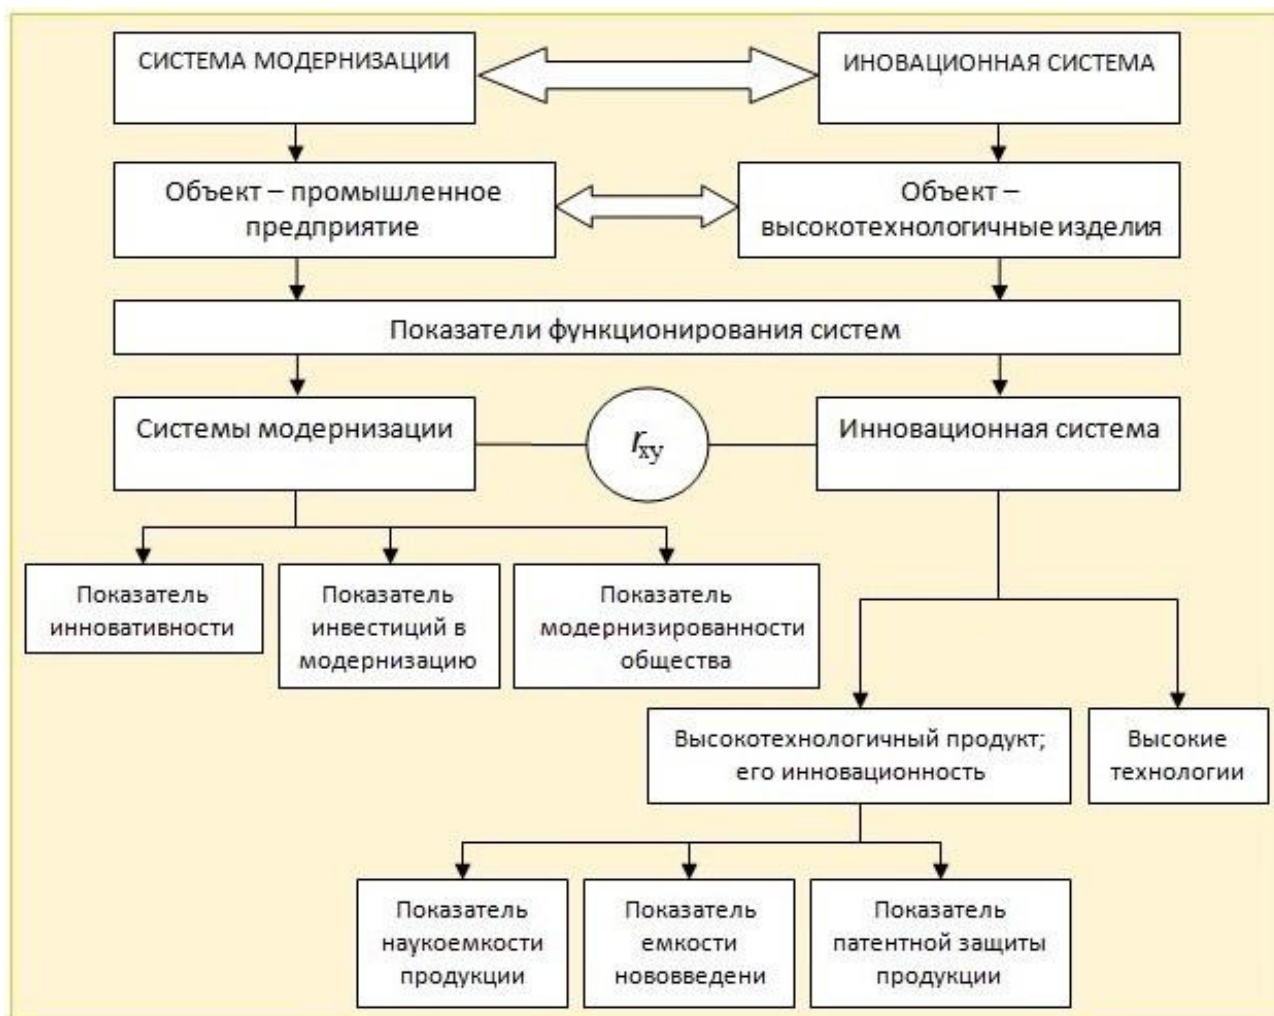 СИСТЕМА МОДЕРНИЗАЦИИ
ИНОВАЦИОННАЯ СИСТЕМА
Объект – промышленное
предприятие
Объект –
высокотехнологичные изделия
Показатели функционирования систем
Системы модернизации
rxy
Инновационная система
Показатель
инновативности
Показатель
инвестиций в
модернизацию
Показатель
модернизированности
общества
Высокотехнологичный продукт;
его инновационность
Высокие
технологии
Показатель
наукоемкости
продукции
Показатель
емкости
нововведени
Показатель
патентной защиты
продукции